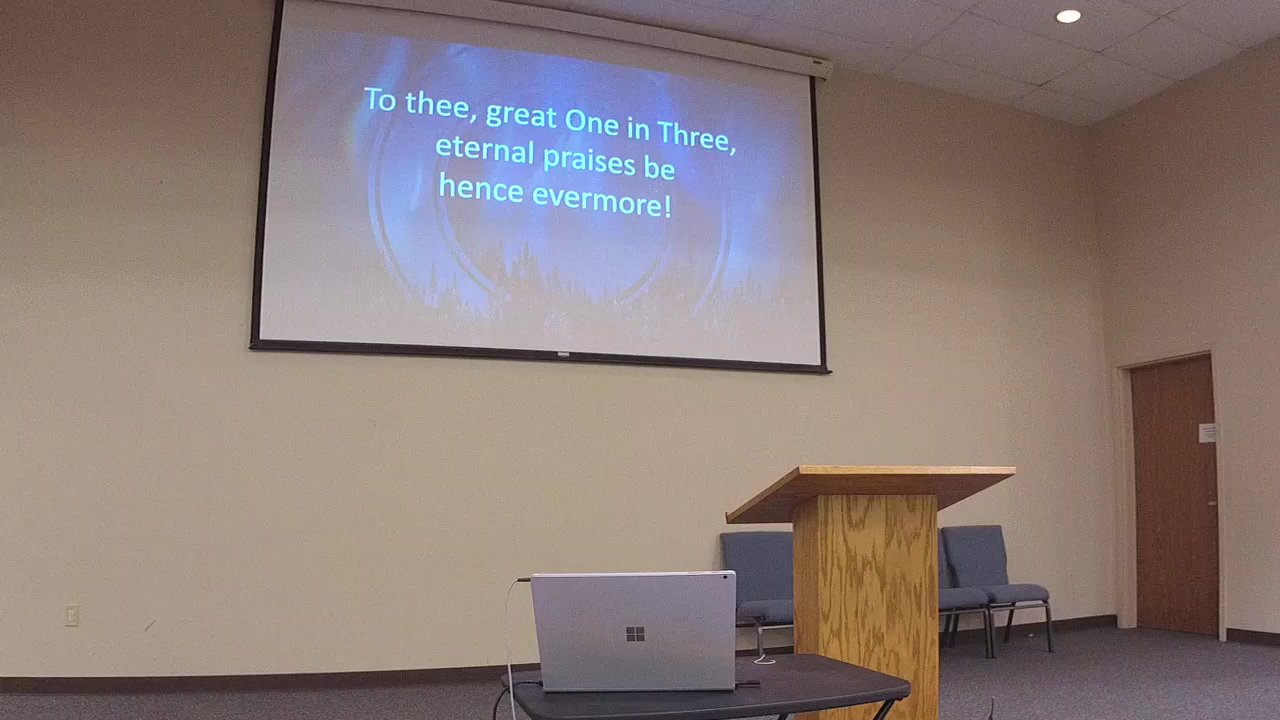 To thee, great One in Three,
eternal praises be
hence evermore!